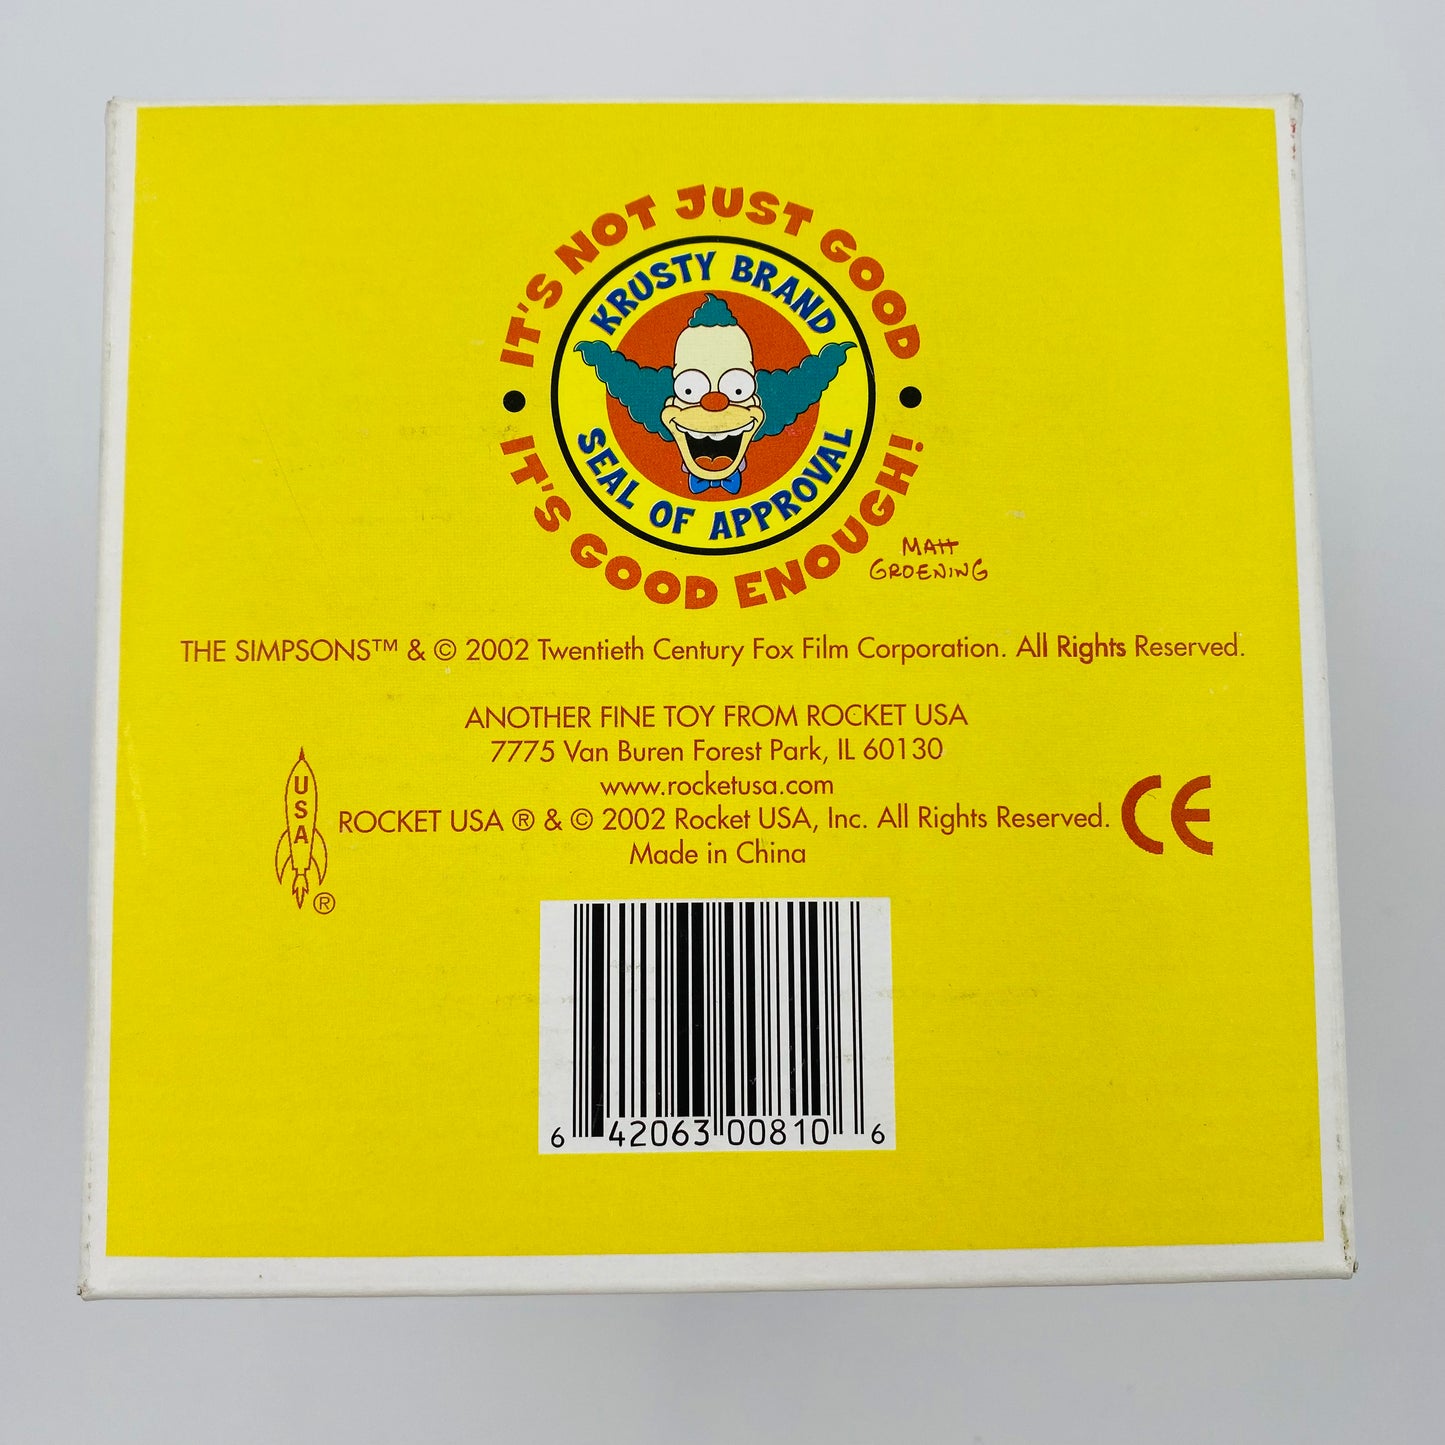 IT'S NOT JUST GOOD
KRUSTY BRAND
SEAL OF APPROVAL
IT'S GOOD ENOUGH!
MATT
GROENING
THE SIMPSONS™ & © 2002 Twentieth Century Fox Film Corporation. All Rights Reserved.
ANOTHER FINE TOY FROM ROCKET USA
7775 Van Buren Forest Park, IL 60130
www.rocketusa.com
USA
®
ROCKET USA ® & © 2002 Rocket USA, Inc. All Rights Reserved.
CE
Made in China
6 42063 00810 6